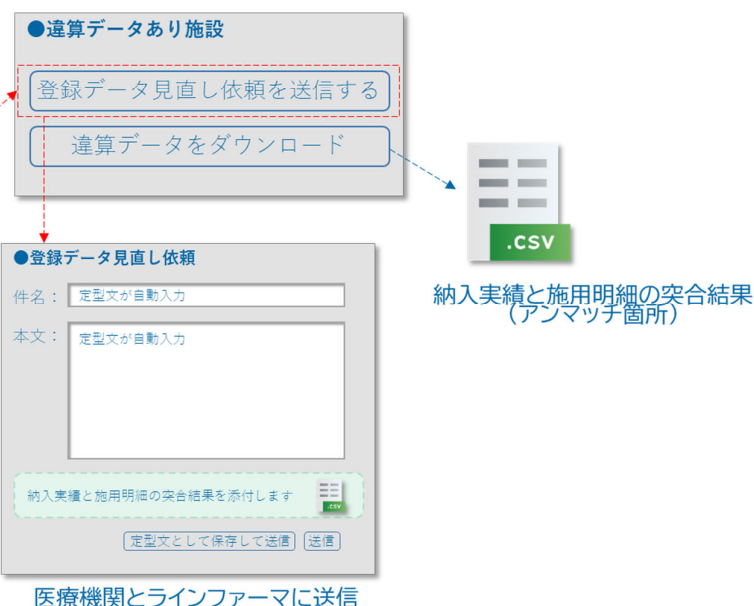 ●違算データあり施設
登録データ見直し依頼を送信する
違算データをダウンロード
.CSV
納入実績と施用明細の突合結果
（アンマッチ箇所）
●登録データ見直し依頼
件名： 定型文が自動入力
本文： 定型文が自動入力
納入実績と施用明細の突合結果を添付します
.CSV
定型文として保存して送信 送信
医療機関とラインファーマに送信